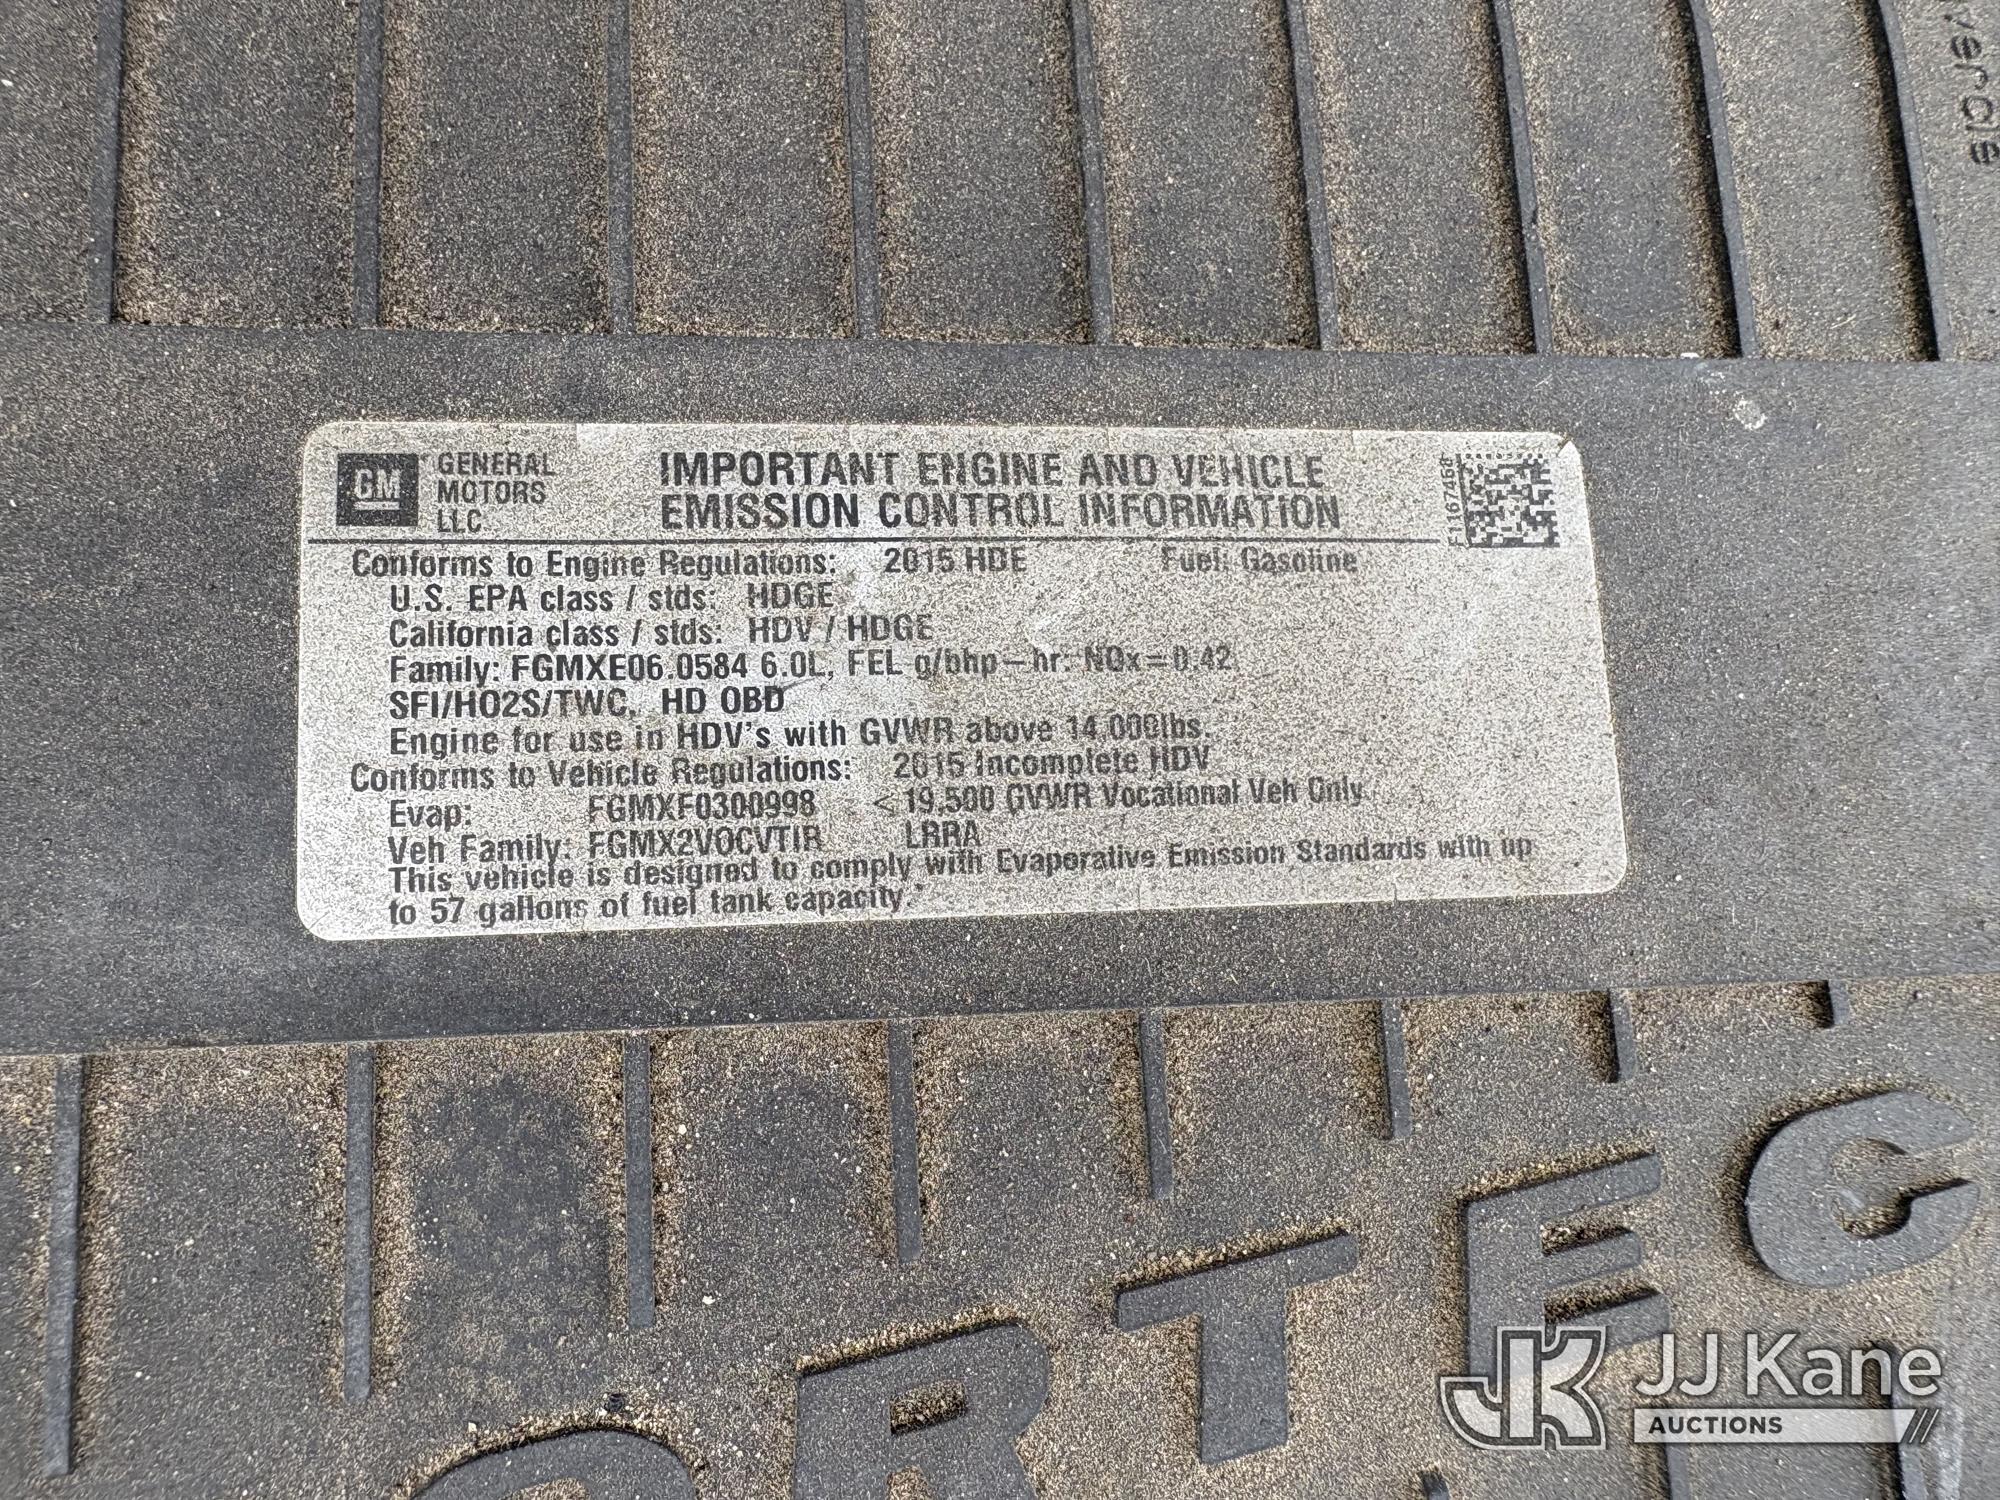 GM
GENERAL
MOTORS
LLC
IMPORTANT ENGINE AND VEHICLE
EMISSION CONTROL INFORMATION
F1167468
Conforms to Engine Regulations: 2015 HDE Fuel: Gasoline
U.S. EPA class / stds: HDGE
California class / stds: HDV / HDGE
Family: FGMXE06.0584 6.0L, FEL g/bhp-hr: NOx=0.42
SFI/HO2S/TWC, HD OBD
Engine for use in HDV's with GVWR above 14,000lbs.
Conforms to Vehicle Regulations: 2015 Incomplete HDV
Evap: FGMXF0300998 < 19,500 GVWR Vocational Veh Only
Veh Family: FGMX2VOCVTIR LRRA
This vehicle is designed to comply with Evaporative Emission Standards with up
to 57 gallons of fuel tank capacity.
ORTEC
JK JJ Kane
AUCTIONS